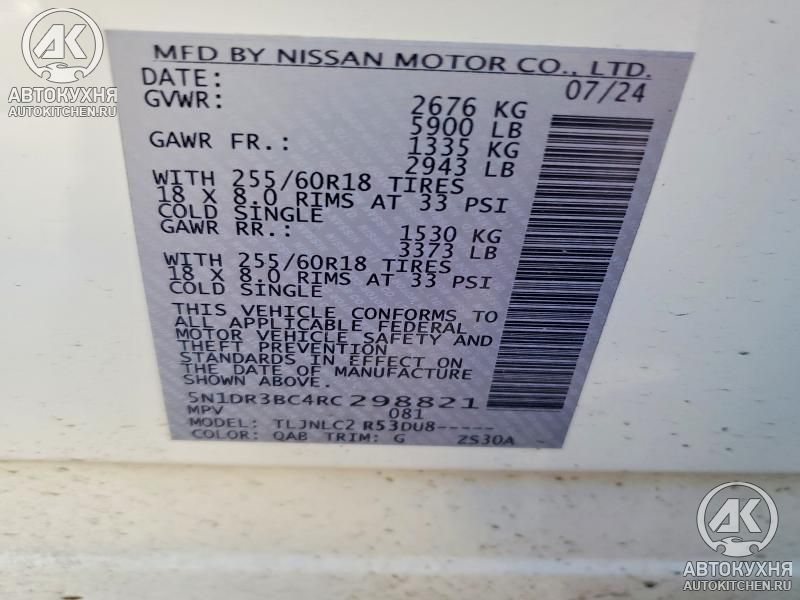 AK
АВТОКУХНЯ
AUTOKITCHEN.RU
MFD BY NISSAN MOTOR CO., LTD.
DATE: 07/24
GVWR: 2676 KG
5900 LB
GAWR FR.: 1335 KG
2943 LB
WITH 255/60R18 TIRES
18 X 8.0 RIMS AT 33 PSI
COLD SINGLE
GAWR RR.: 1530 KG
3373 LB
WITH 255/60R18 TIRES
18 X 8.0 RIMS AT 33 PSI
COLD SINGLE
THIS VEHICLE CONFORMS TO
ALL APPLICABLE FEDERAL
MOTOR VEHICLE SAFETY AND
THEFT PREVENTION
STANDARDS IN EFFECT ON
THE DATE OF MANUFACTURE
SHOWN ABOVE.
5N1DR3BC4RC298821
MPV 081
MODEL: TLJNLC2 R53DU8-----
COLOR: QAB TRIM: G ZS30A
AK
АВТОКУХНЯ
AUTOKITCHEN.RU